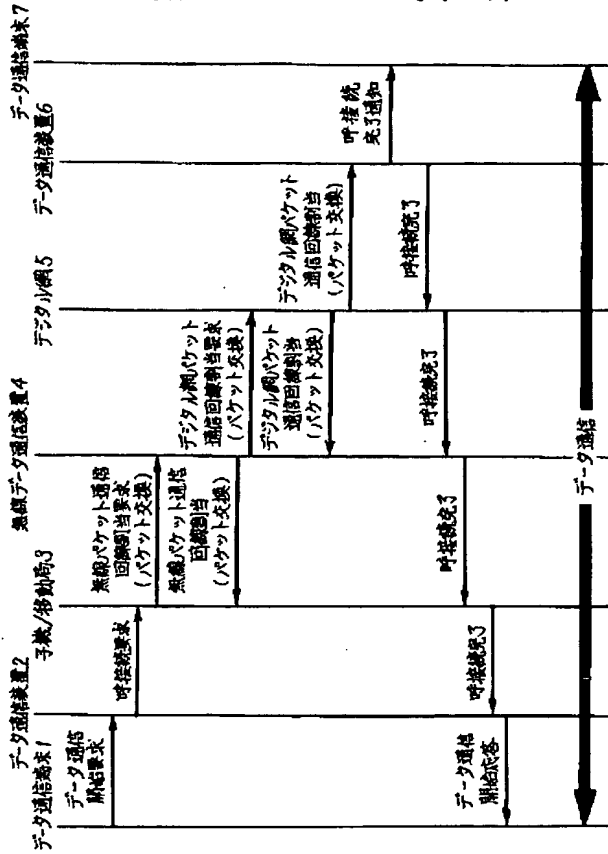 データ通信端末1
データ通信装置2
子機/移動局3
無線データ通信装置4
デジタル網5
データ通信装置6
データ通信端末7
データ通信
開始要求
呼接続要求
無線パケット通信
回線割当要求
(パケット交換)
無線パケット通信
回線割当
(パケット交換)
デジタル網パケット
通信回線割当要求
(パケット交換)
デジタル網パケット
通信回線割当
(パケット交換)
デジタル網パケット
通信回線割当
(パケット交換)
呼接続
完了通知
呼接続完了
呼接続完了
呼接続完了
呼接続完了
データ通信
開始応答
データ通信